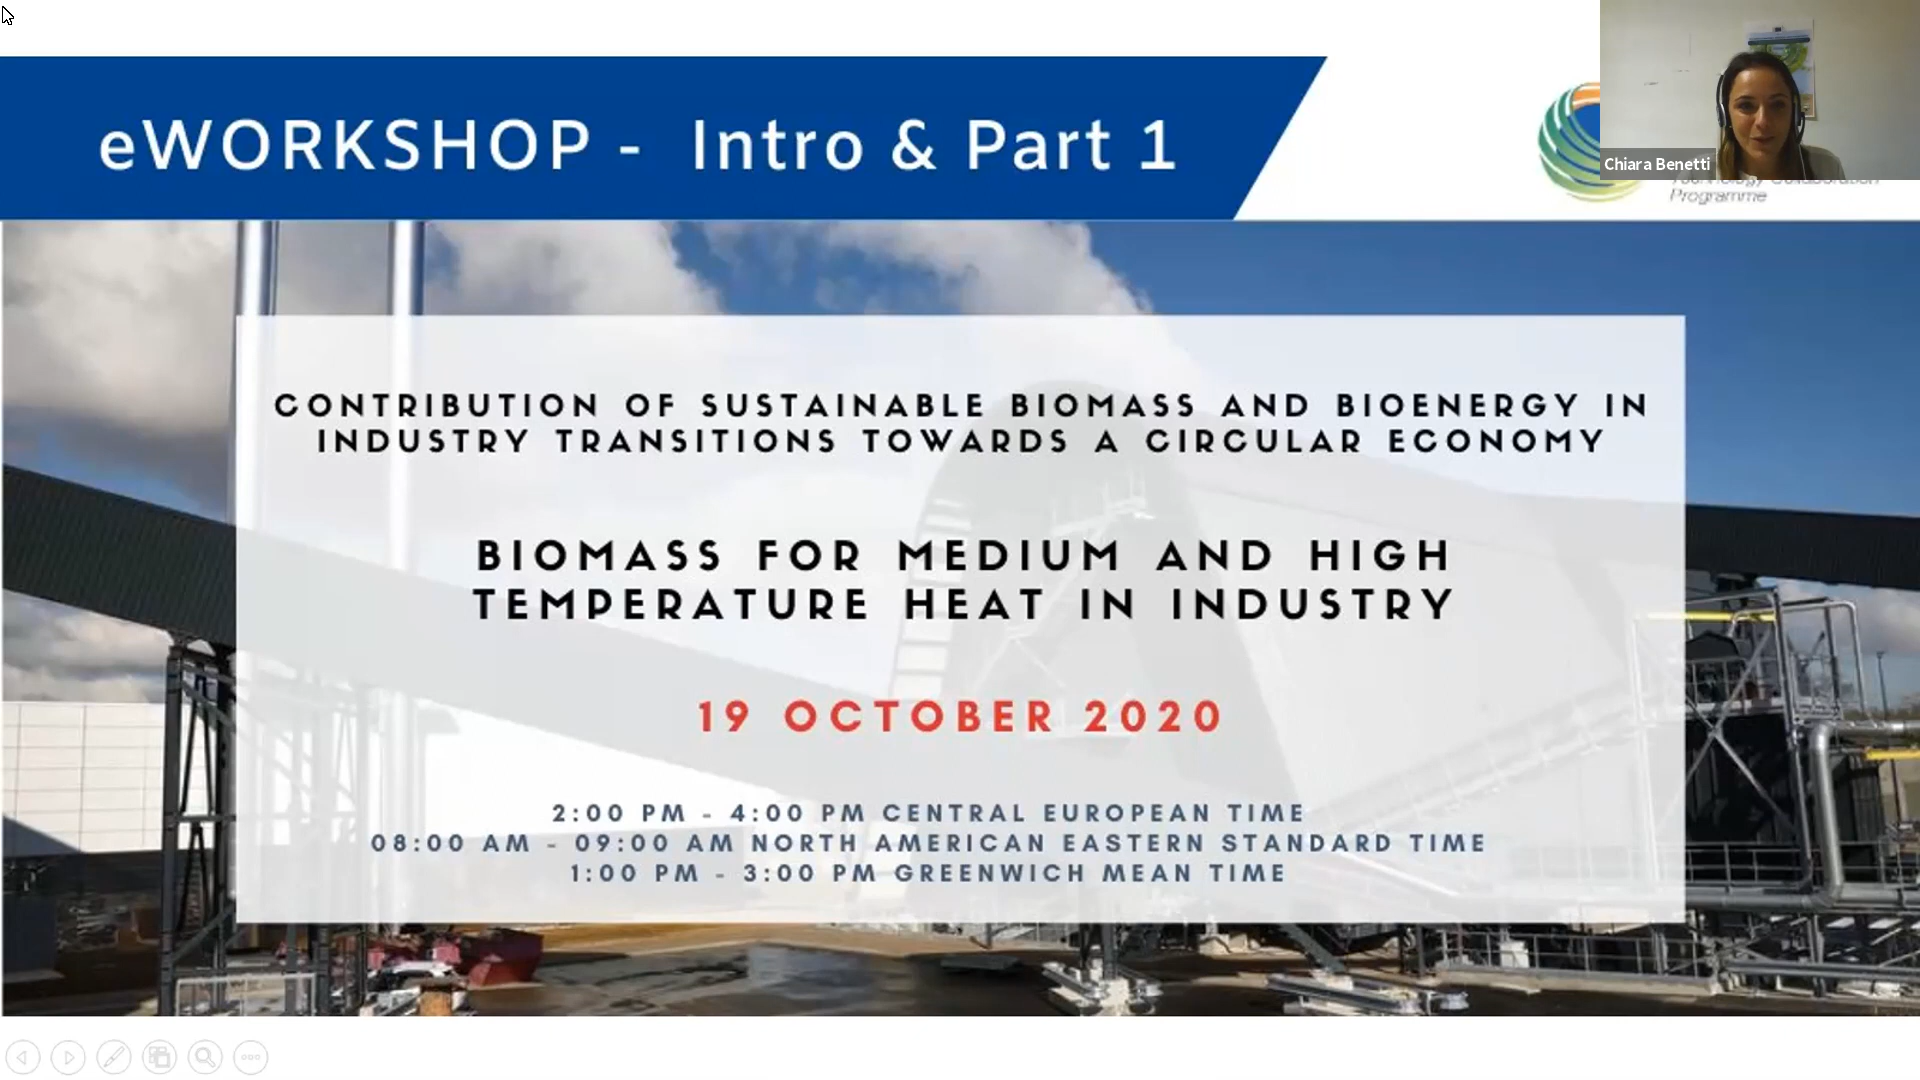 eWORKSHOP - Intro & Part 1
Chiara Benetti
Technology Collaboration
Programme
CONTRIBUTION OF SUSTAINABLE BIOMASS AND BIOENERGY IN
INDUSTRY TRANSITIONS TOWARDS A CIRCULAR ECONOMY
BIOMASS FOR MEDIUM AND HIGH
TEMPERATURE HEAT IN INDUSTRY
19 OCTOBER 2020
2:00 PM - 4:00 PM CENTRAL EUROPEAN TIME
08:00 AM - 09:00 AM NORTH AMERICAN EASTERN STANDARD TIME
1:00 PM - 3:00 PM GREENWICH MEAN TIME